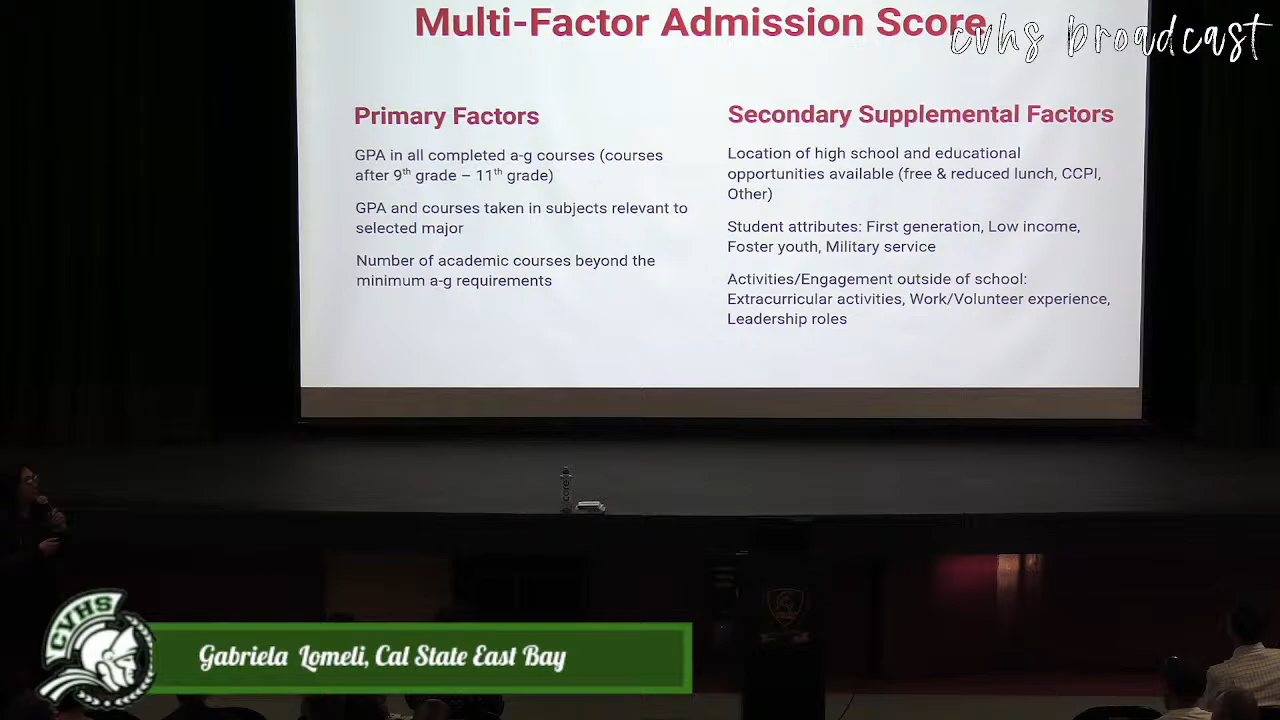 Multi-Factor Admission Score
cvhs broadcast
Primary Factors
GPA in all completed a-g courses (courses
after 9th grade – 11th grade)
GPA and courses taken in subjects relevant to
selected major
Number of academic courses beyond the
minimum a-g requirements
Secondary Supplemental Factors
Location of high school and educational
opportunities available (free & reduced lunch, CCPI,
Other)
Student attributes: First generation, Low income,
Foster youth, Military service
Activities/Engagement outside of school:
Extracurricular activities, Work/Volunteer experience,
Leadership roles
core
CVHS
Gabriela Lomeli, Cal State East Bay